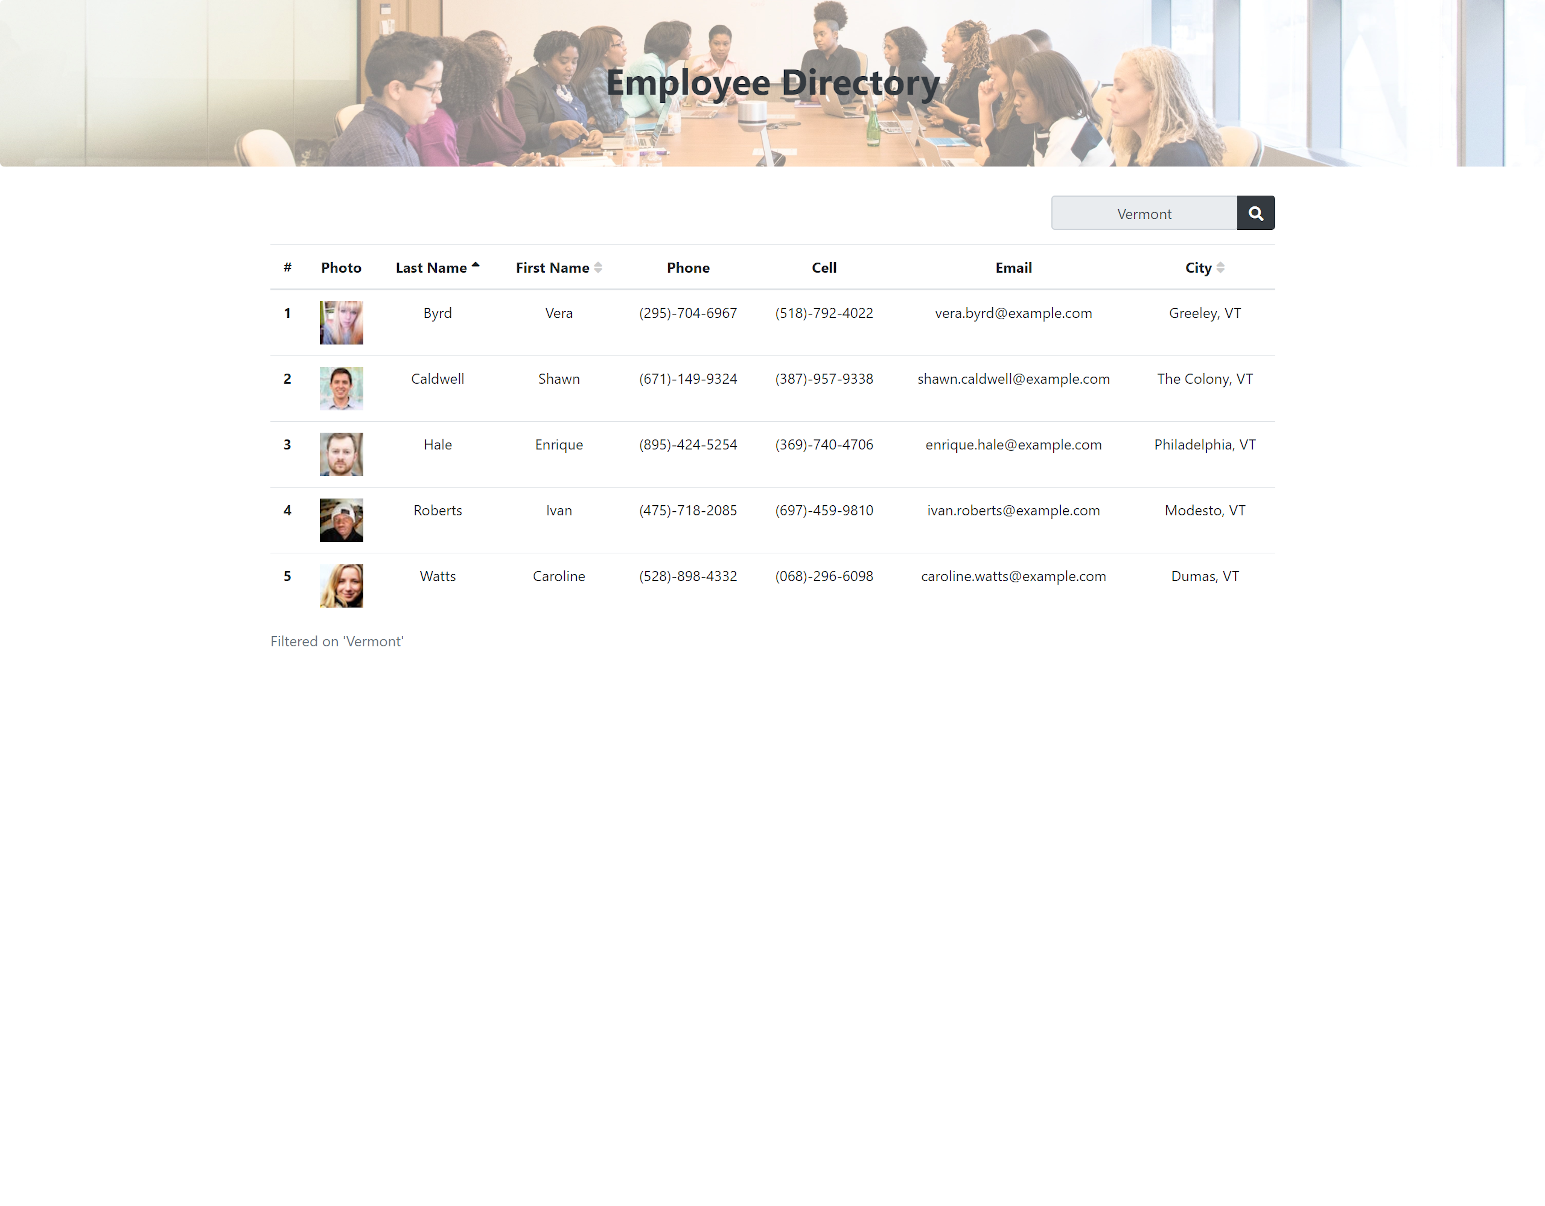 Employee Directory
Vermont
# Photo Last Name First Name Phone Cell Email City
1 Byrd Vera (295)-704-6967 (518)-792-4022 vera.byrd@example.com Greeley, VT
2 Caldwell Shawn (671)-149-9324 (387)-957-9338 shawn.caldwell@example.com The Colony, VT
3 Hale Enrique (895)-424-5254 (369)-740-4706 enrique.hale@example.com Philadelphia, VT
4 Roberts Ivan (475)-718-2085 (697)-459-9810 ivan.roberts@example.com Modesto, VT
5 Watts Caroline (528)-898-4332 (068)-296-6098 caroline.watts@example.com Dumas, VT
Filtered on 'Vermont'